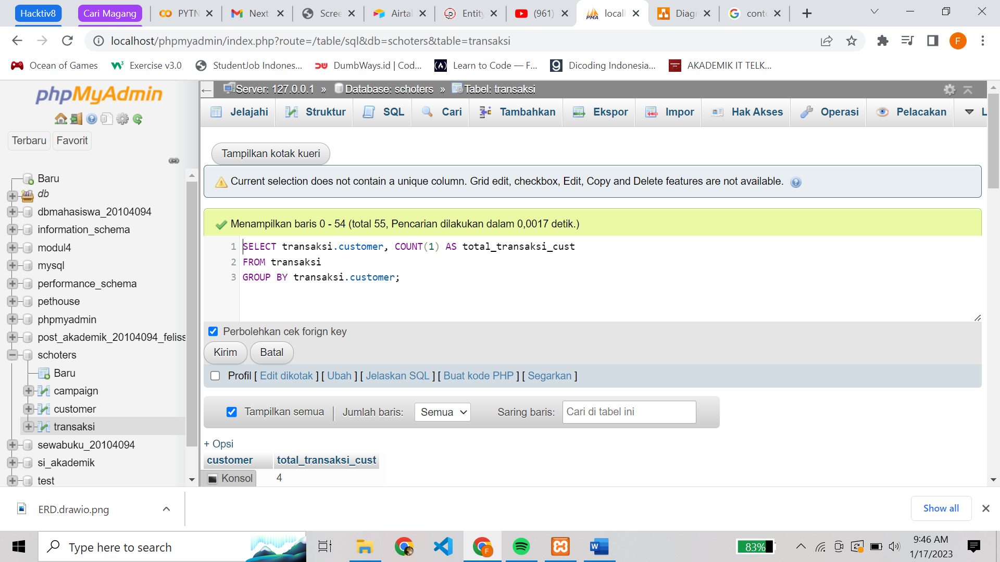 Hacktiv8
Cari Magang
PYTN
Next
Scree
Airtal
Entity
(961)
PMA
local
Diagr
cont
localhost/phpmyadmin/index.php?route=/table/sql&db=schoters&table=transaksi
F
Ocean of Games
Exercise v3.0
StudentJob Indones...
DumbWays.id | Cod...
Learn to Code — F...
Dicoding Indonesia...
AKADEMIK IT TELK...
phpMyAdmin
Server: 127.0.0.1 » Database: schoters » Tabel: transaksi
Jelajahi
Struktur
SQL
Cari
Tambahkan
Ekspor
Impor
Hak Akses
Operasi
Pelacakan
L
Terbaru
Favorit
Baru
db
dbmahasiswa_20104094
information_schema
modul4
mysql
performance_schema
pethouse
phpmyadmin
post_akademik_20104094_feliss
schoters
Baru
campaign
customer
transaksi
sewabuku_20104094
si_akademik
test
Tampilkan kotak kueri
Current selection does not contain a unique column. Grid edit, checkbox, Edit, Copy and Delete features are not available.
Menampilkan baris 0 - 54 (total 55, Pencarian dilakukan dalam 0,0017 detik.)
1 SELECT transaksi.customer, COUNT(1) AS total_transaksi_cust
2 FROM transaksi
3 GROUP BY transaksi.customer;
Perbolehkan cek forign key
Kirim
Batal
Profil [ Edit dikotak ] [ Ubah ] [ Jelaskan SQL ] [ Buat kode PHP ] [ Segarkan ]
Tampilkan semua
Jumlah baris:
Semua
Saring baris:
Cari di tabel ini
+ Opsi
customer
total_transaksi_cust
Konsol
4
ERD.drawio.png
Show all
Type here to search
F
W
83%
9:46 AM
1/17/2023